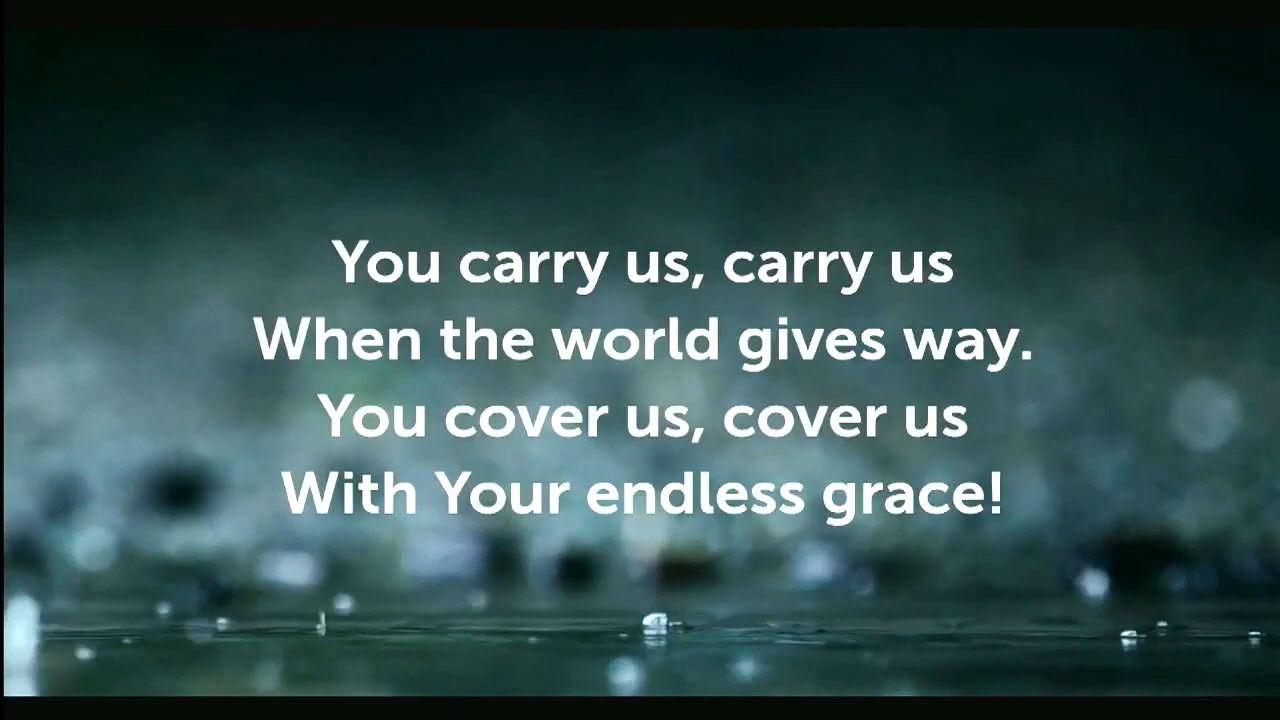 You carry us, carry us
When the world gives way.
You cover us, cover us
With Your endless grace!